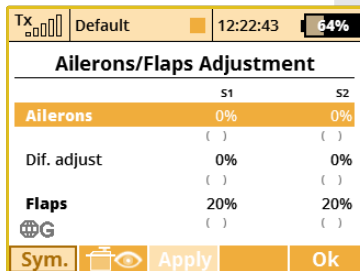 Tx Default 12:22:43 64%
Ailerons/Flaps Adjustment
S1 S2
Ailerons 0% 0%
( ) ( )
Dif. adjust 0% 0%
( ) ( )
Flaps 20% 20%
G ( ) ( )
Sym. Apply Ok